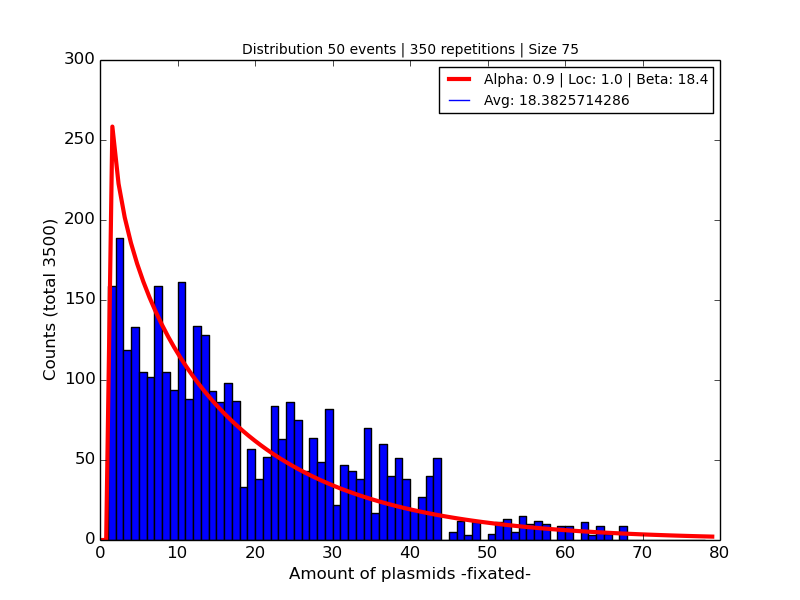 Distribution 50 events | 350 repetitions | Size 75
Alpha: 0.9 | Loc: 1.0 | Beta: 18.4
Avg: 18.3825714286
300
250
200
150
100
50
0
Counts (total 3500)
0 10 20 30 40 50 60 70 80
Amount of plasmids -fixated-